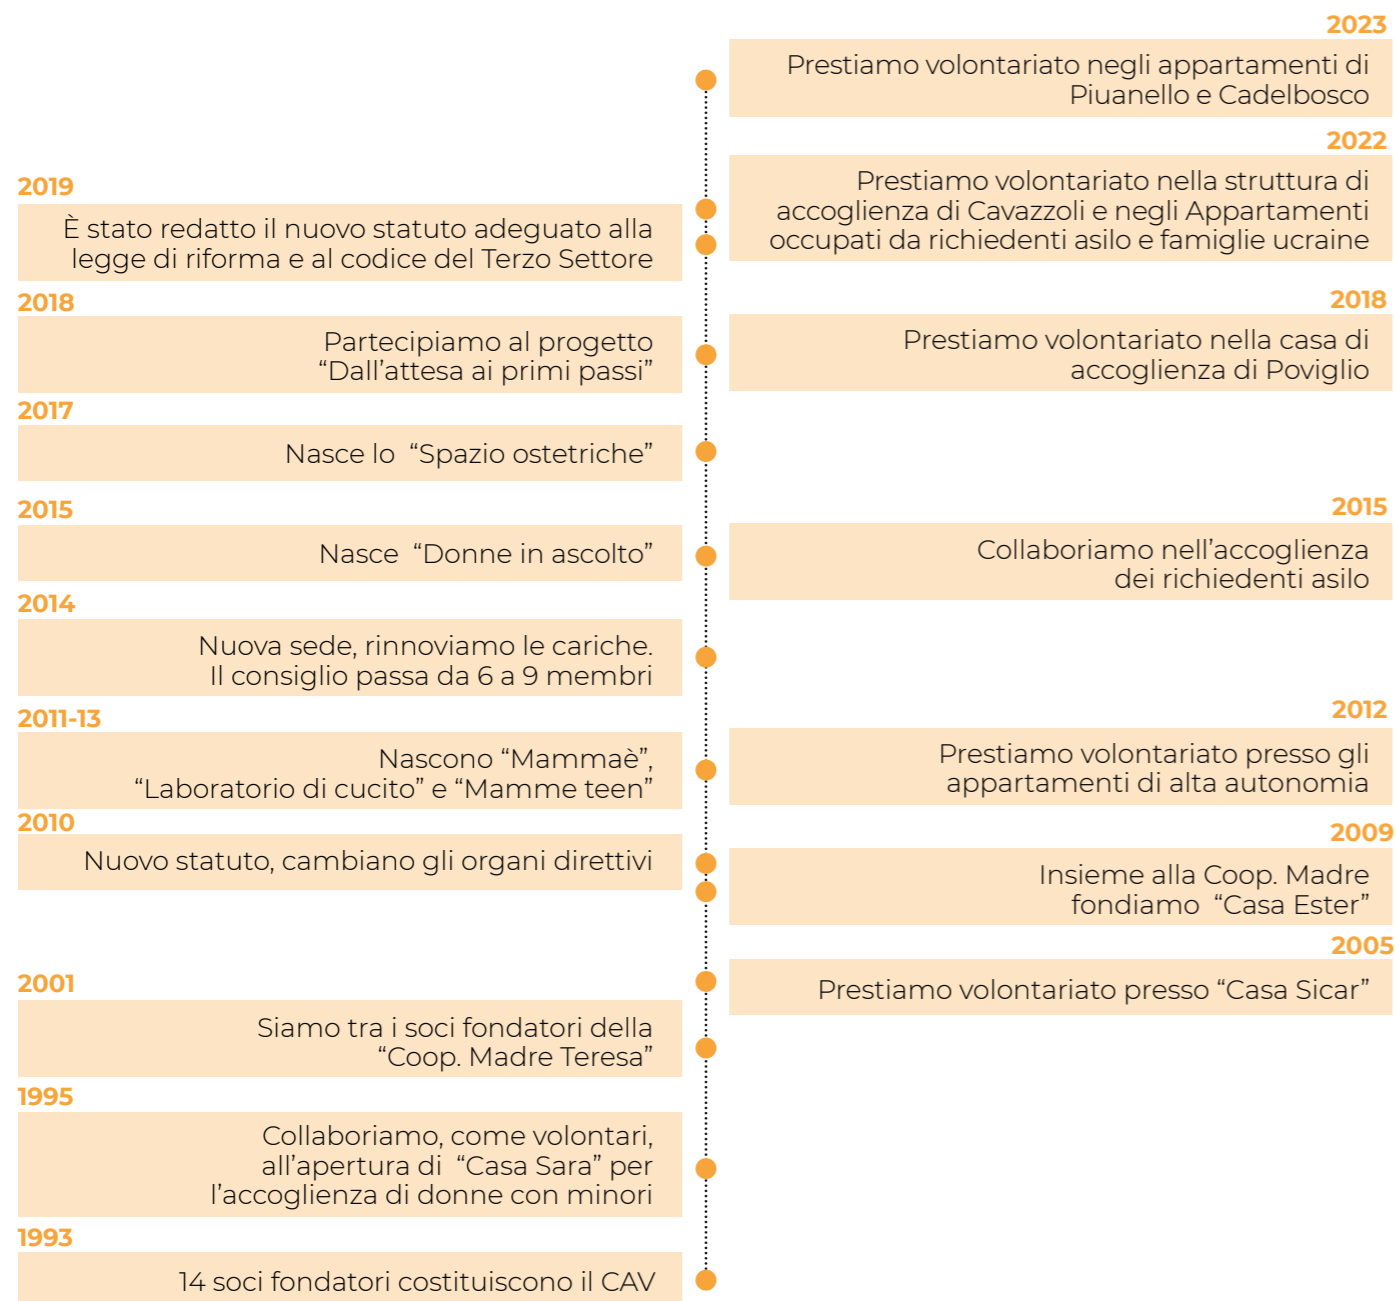 2023
Prestiamo volontariato negli appartamenti di
Piuanello e Cadelbosco
2022
Prestiamo volontariato nella struttura di
accoglienza di Cavazzoli e negli Appartamenti
occupati da richiedenti asilo e famiglie ucraine
2019
È stato redatto il nuovo statuto adeguato alla
legge di riforma e al codice del Terzo Settore
2018
Partecipiamo al progetto
“Dall’attesa ai primi passi”
2018
Prestiamo volontariato nella casa di
accoglienza di Poviglio
2017
Nasce lo “Spazio ostetriche”
2015
Nasce “Donne in ascolto”
2015
Collaboriamo nell’accoglienza
dei richiedenti asilo
2014
Nuova sede, rinnoviamo le cariche.
Il consiglio passa da 6 a 9 membri
2011-13
Nascono “Mammaè”,
“Laboratorio di cucito” e “Mamme teen”
2012
Prestiamo volontariato presso gli
appartamenti di alta autonomia
2010
Nuovo statuto, cambiano gli organi direttivi
2009
Insieme alla Coop. Madre
fondiamo “Casa Ester”
2005
Prestiamo volontariato presso “Casa Sicar”
2001
Siamo tra i soci fondatori della
“Coop. Madre Teresa”
1995
Collaboriamo, come volontari,
all’apertura di “Casa Sara” per
l’accoglienza di donne con minori
1993
14 soci fondatori costituiscono il CAV